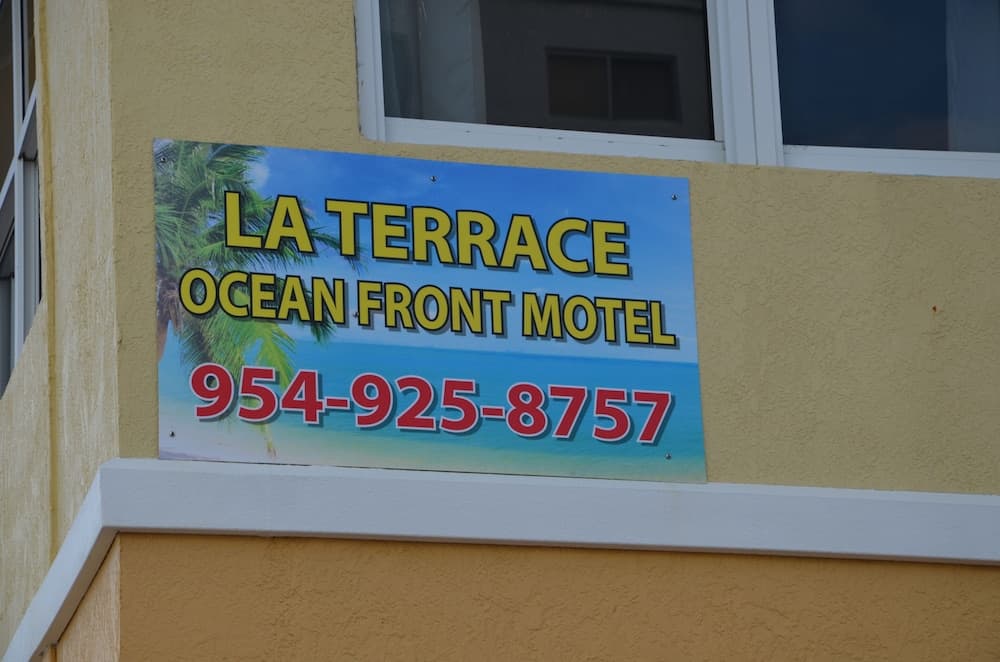 LA TERRACE
OCEAN FRONT MOTEL
954-925-8757